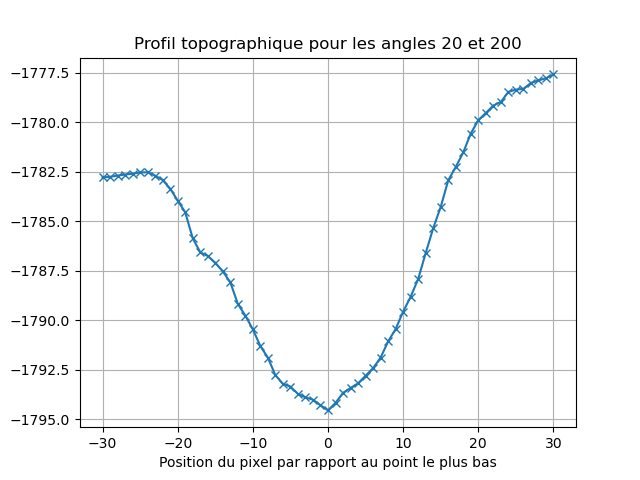 Profil topographique pour les angles 20 et 200
−1777.5
−1780.0
−1782.5
−1785.0
−1787.5
−1790.0
−1792.5
−1795.0
−30 −20 −10 0 10 20 30
Position du pixel par rapport au point le plus bas